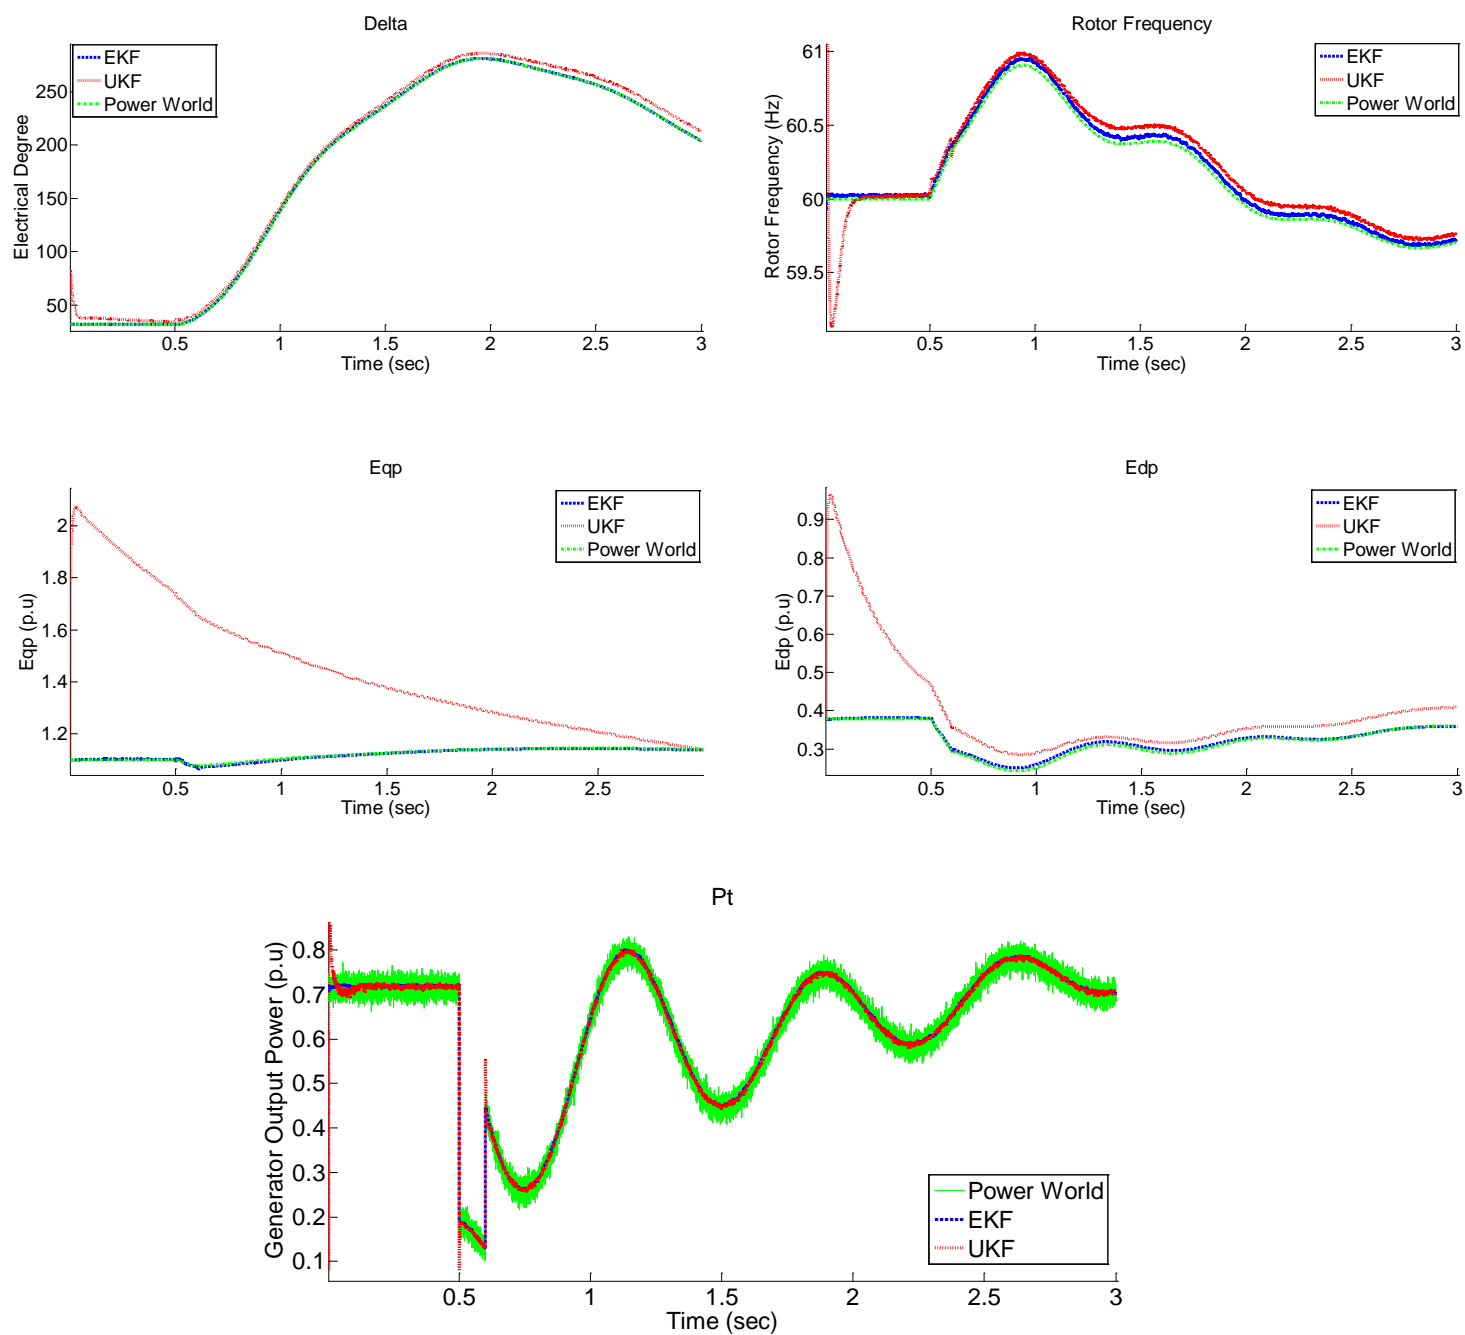 Delta
EKF
UKF
Power World
Electrical Degree
250
200
150
100
50
0.5 1 1.5 2 2.5 3
Time (sec)
Rotor Frequency
EKF
UKF
Power World
Rotor Frequency (Hz)
61
60.5
60
59.5
0.5 1 1.5 2 2.5 3
Time (sec)
Eqp
EKF
UKF
Power World
Eqp (p.u)
2
1.8
1.6
1.4
1.2
0.5 1 1.5 2 2.5
Time (sec)
Edp
EKF
UKF
Power World
Edp (p.u)
0.9
0.8
0.7
0.6
0.5
0.4
0.3
0.5 1 1.5 2 2.5 3
Time (sec)
Pt
Generator Output Power (p.u)
0.8
0.7
0.6
0.5
0.4
0.3
0.2
0.1
Power World
EKF
UKF
0.5 1 1.5 2 2.5 3
Time (sec)